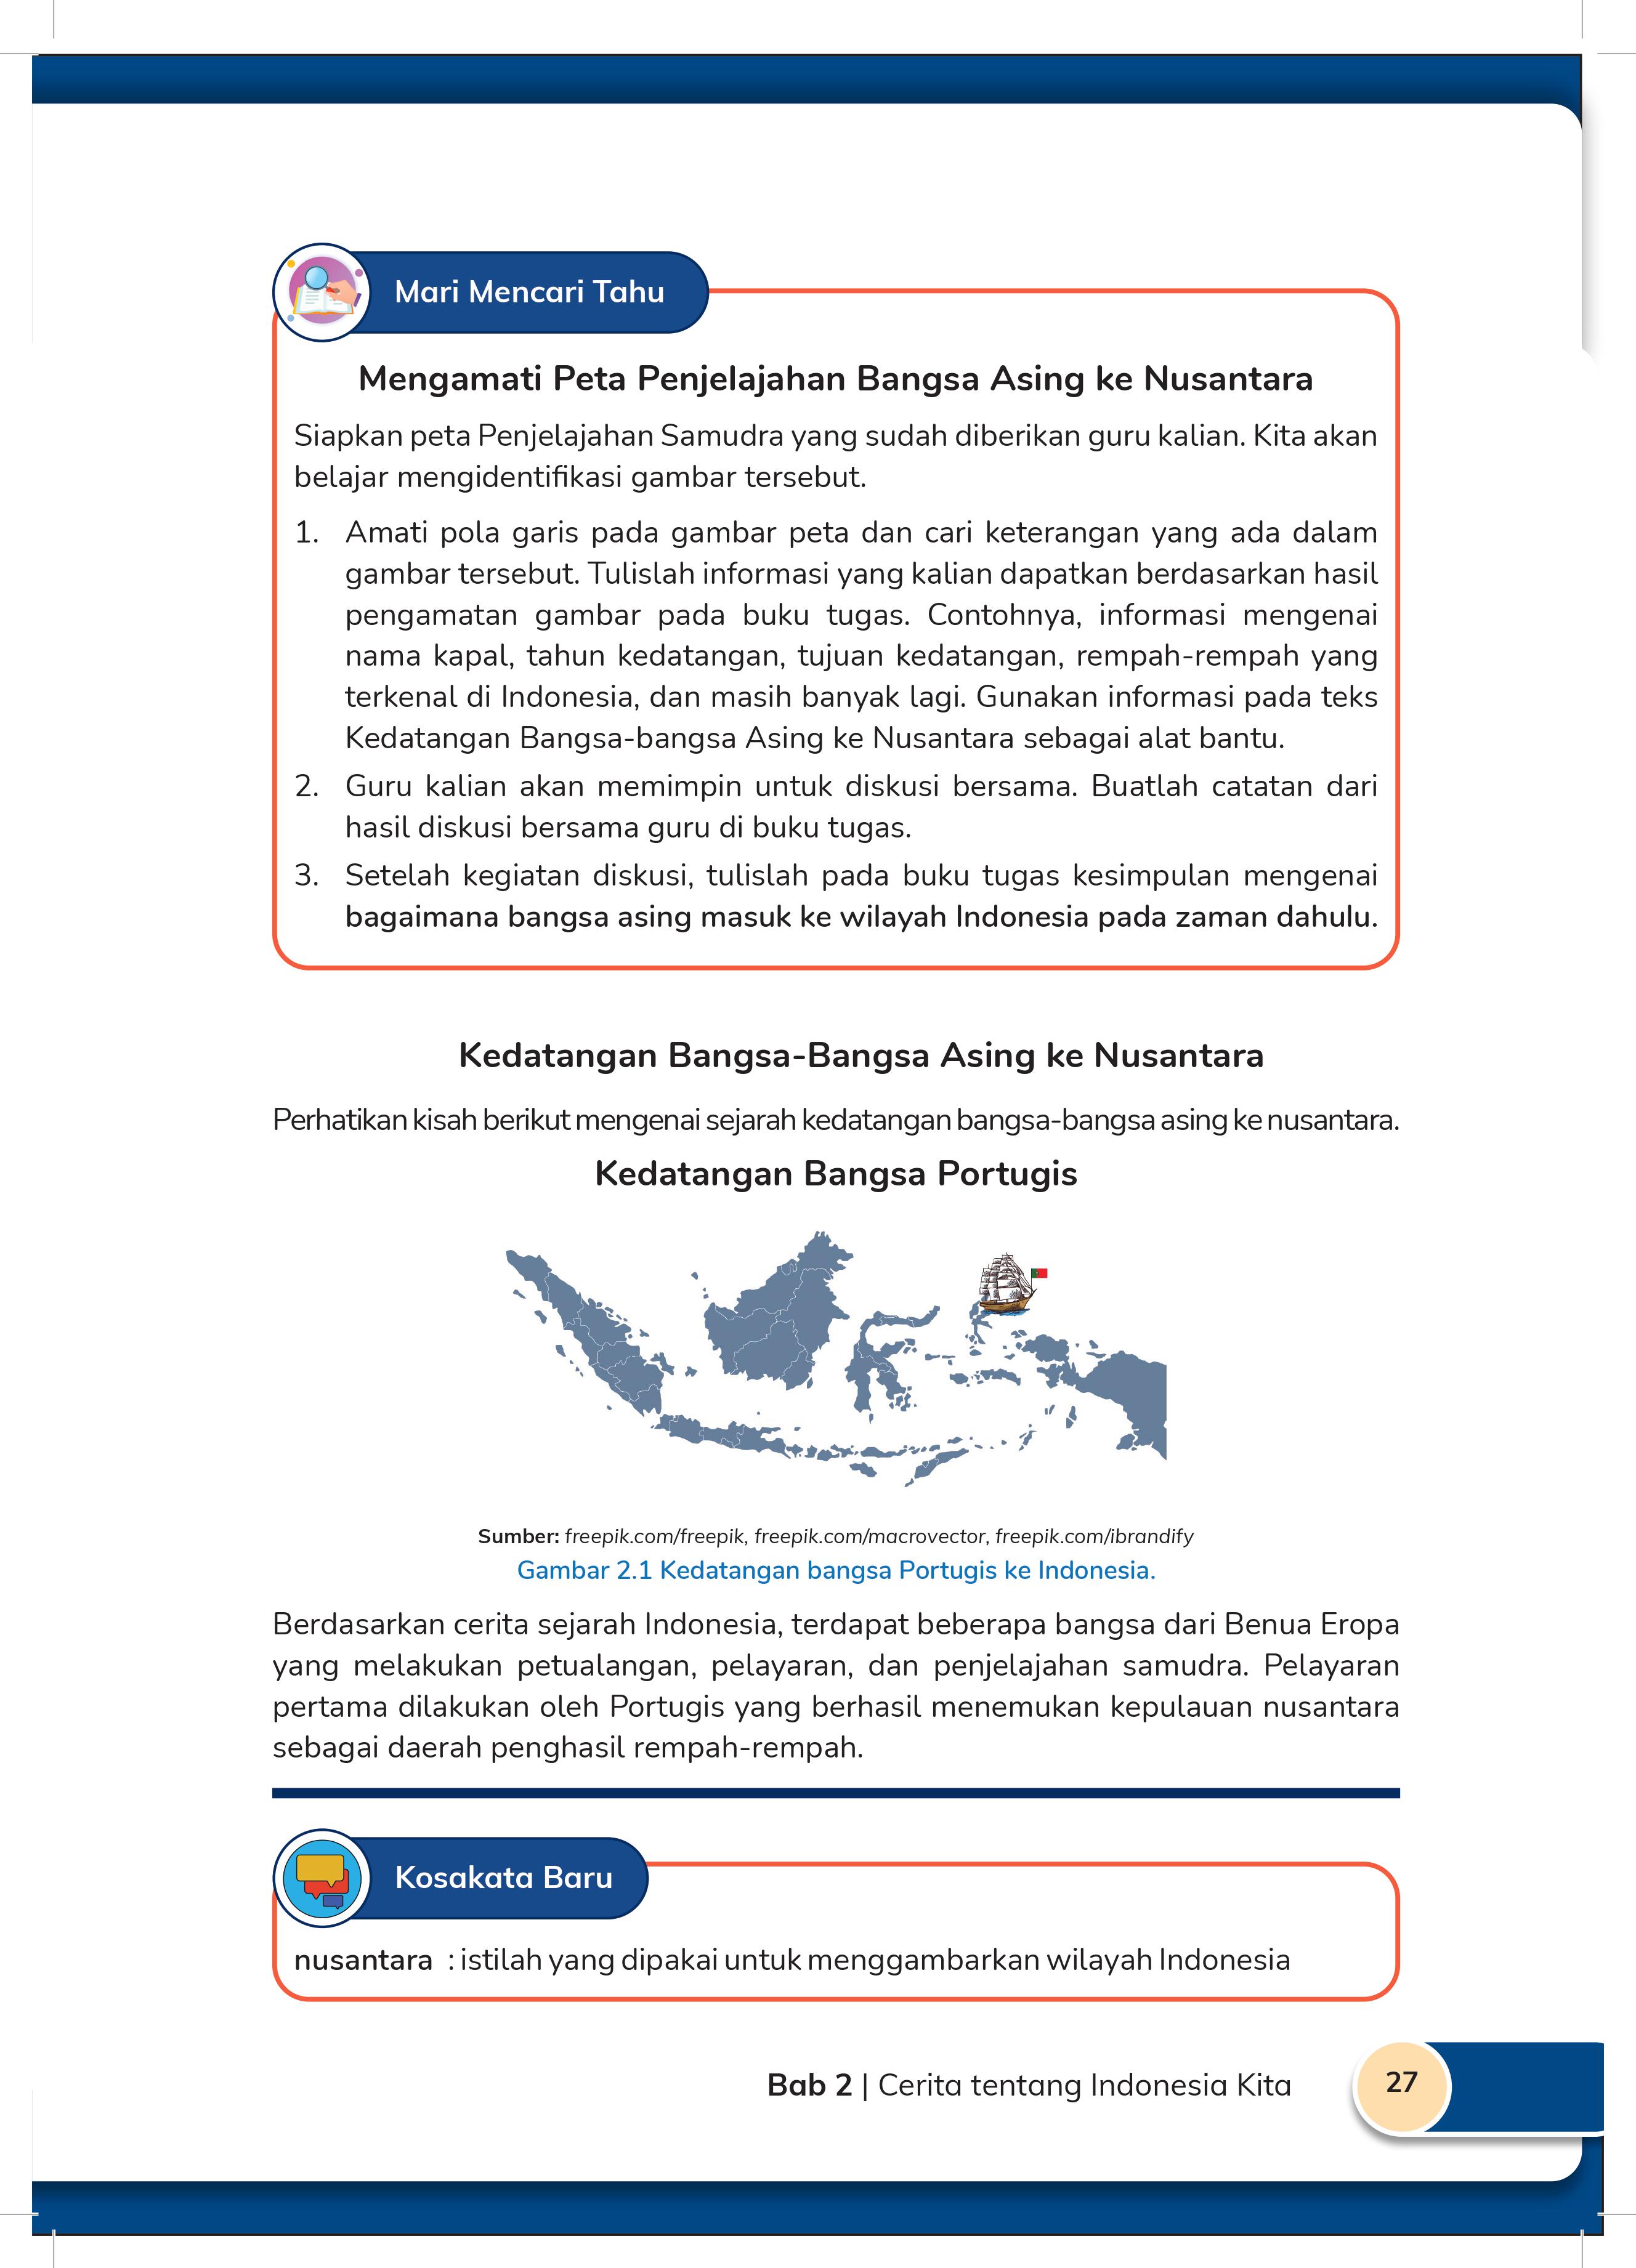 Mari Mencari Tahu
Mengamati Peta Penjelajahan Bangsa Asing ke Nusantara
Siapkan peta Penjelajahan Samudra yang sudah diberikan guru kalian. Kita akan
belajar mengidentifikasi gambar tersebut.
1. Amati pola garis pada gambar peta dan cari keterangan yang ada dalam
gambar tersebut. Tulislah informasi yang kalian dapatkan berdasarkan hasil
pengamatan gambar pada buku tugas. Contohnya, informasi mengenai
nama kapal, tahun kedatangan, tujuan kedatangan, rempah-rempah yang
terkenal di Indonesia, dan masih banyak lagi. Gunakan informasi pada teks
Kedatangan Bangsa-bangsa Asing ke Nusantara sebagai alat bantu.
2. Guru kalian akan memimpin untuk diskusi bersama. Buatlah catatan dari
hasil diskusi bersama guru di buku tugas.
3. Setelah kegiatan diskusi, tulislah pada buku tugas kesimpulan mengenai
bagaimana bangsa asing masuk ke wilayah Indonesia pada zaman dahulu.
Kedatangan Bangsa-Bangsa Asing ke Nusantara
Perhatikan kisah berikut mengenai sejarah kedatangan bangsa-bangsa asing ke nusantara.
Kedatangan Bangsa Portugis
Sumber: freepik.com/freepik, freepik.com/macrovector, freepik.com/ibrandify
Gambar 2.1 Kedatangan bangsa Portugis ke Indonesia.
Berdasarkan cerita sejarah Indonesia, terdapat beberapa bangsa dari Benua Eropa
yang melakukan petualangan, pelayaran, dan penjelajahan samudra. Pelayaran
pertama dilakukan oleh Portugis yang berhasil menemukan kepulauan nusantara
sebagai daerah penghasil rempah-rempah.
Kosakata Baru
nusantara : istilah yang dipakai untuk menggambarkan wilayah Indonesia
Bab 2 | Cerita tentang Indonesia Kita
27